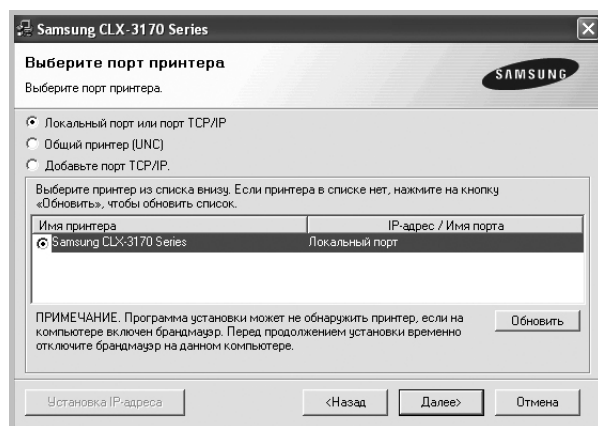 Samsung CLX-3170 Series
Выберите порт принтера
Выберите порт принтера.
SAMSUNG
Локальный порт или порт TCP/IP
Общий принтер (UNC)
Добавьте порт TCP/IP.
Выберите принтер из списка внизу. Если принтера в списке нет, нажмите на кнопку
«Обновить», чтобы обновить список.
Имя принтера IP-адрес / Имя порта
Samsung CLX-3170 Series Локальный порт
ПРИМЕЧАНИЕ. Программа установки может не обнаружить принтер, если на
компьютере включен брандмауэр. Перед продолжением установки временно
отключите брандмауэр на данном компьютере.
Обновить
Установка IP-адреса <Назад Далее> Отмена